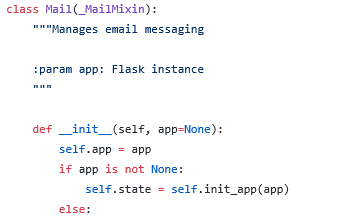 class Mail(_MailMixin):
    """Manages email messaging

    :param app: Flask instance
    """

    def __init__(self, app=None):
        self.app = app
        if app is not None:
            self.state = self.init_app(app)
        else: